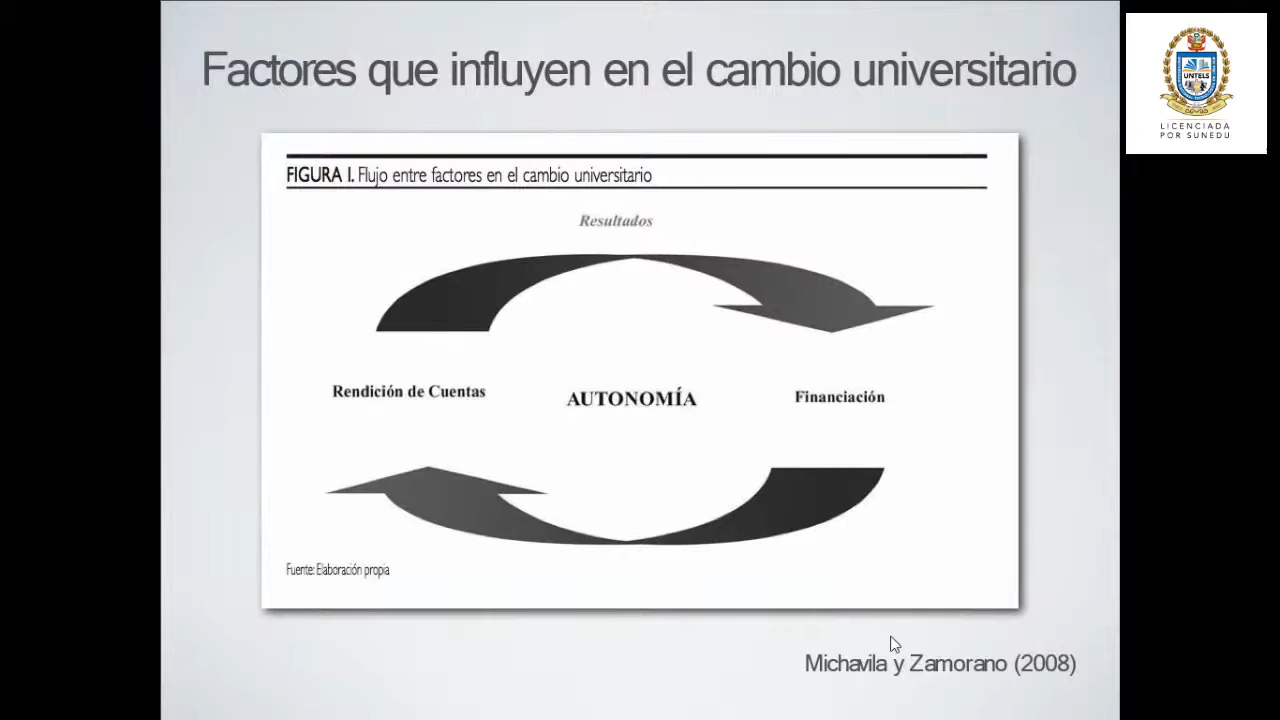 Factores que influyen en el cambio universitario
UNTELS
LICENCIADA
POR SUNEDU
FIGURA I. Flujo entre factores en el cambio universitario
Resultados
Rendición de Cuentas
AUTONOMÍA
Financiación
Fuente: Elaboración propia
Michavila y Zamorano (2008)